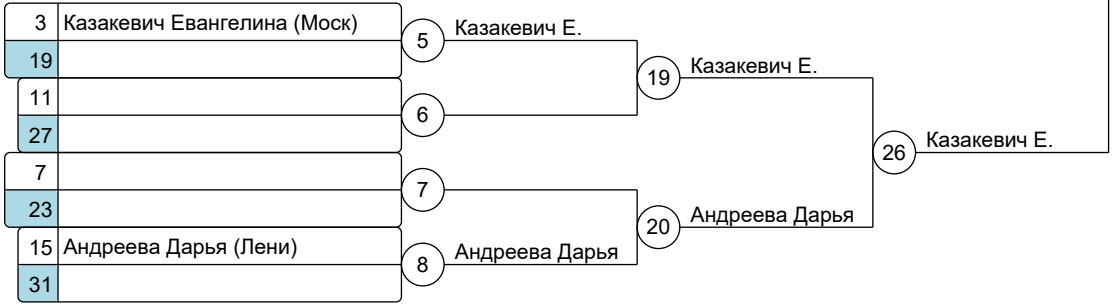 3 Казакевич Евангелина (Моск)
5
Казакевич Е.
19
19
Казакевич Е.
11
6
27
26
Казакевич Е.
7
7
23
20
Андреева Дарья
15 Андреева Дарья (Лени)
8
Андреева Дарья
31